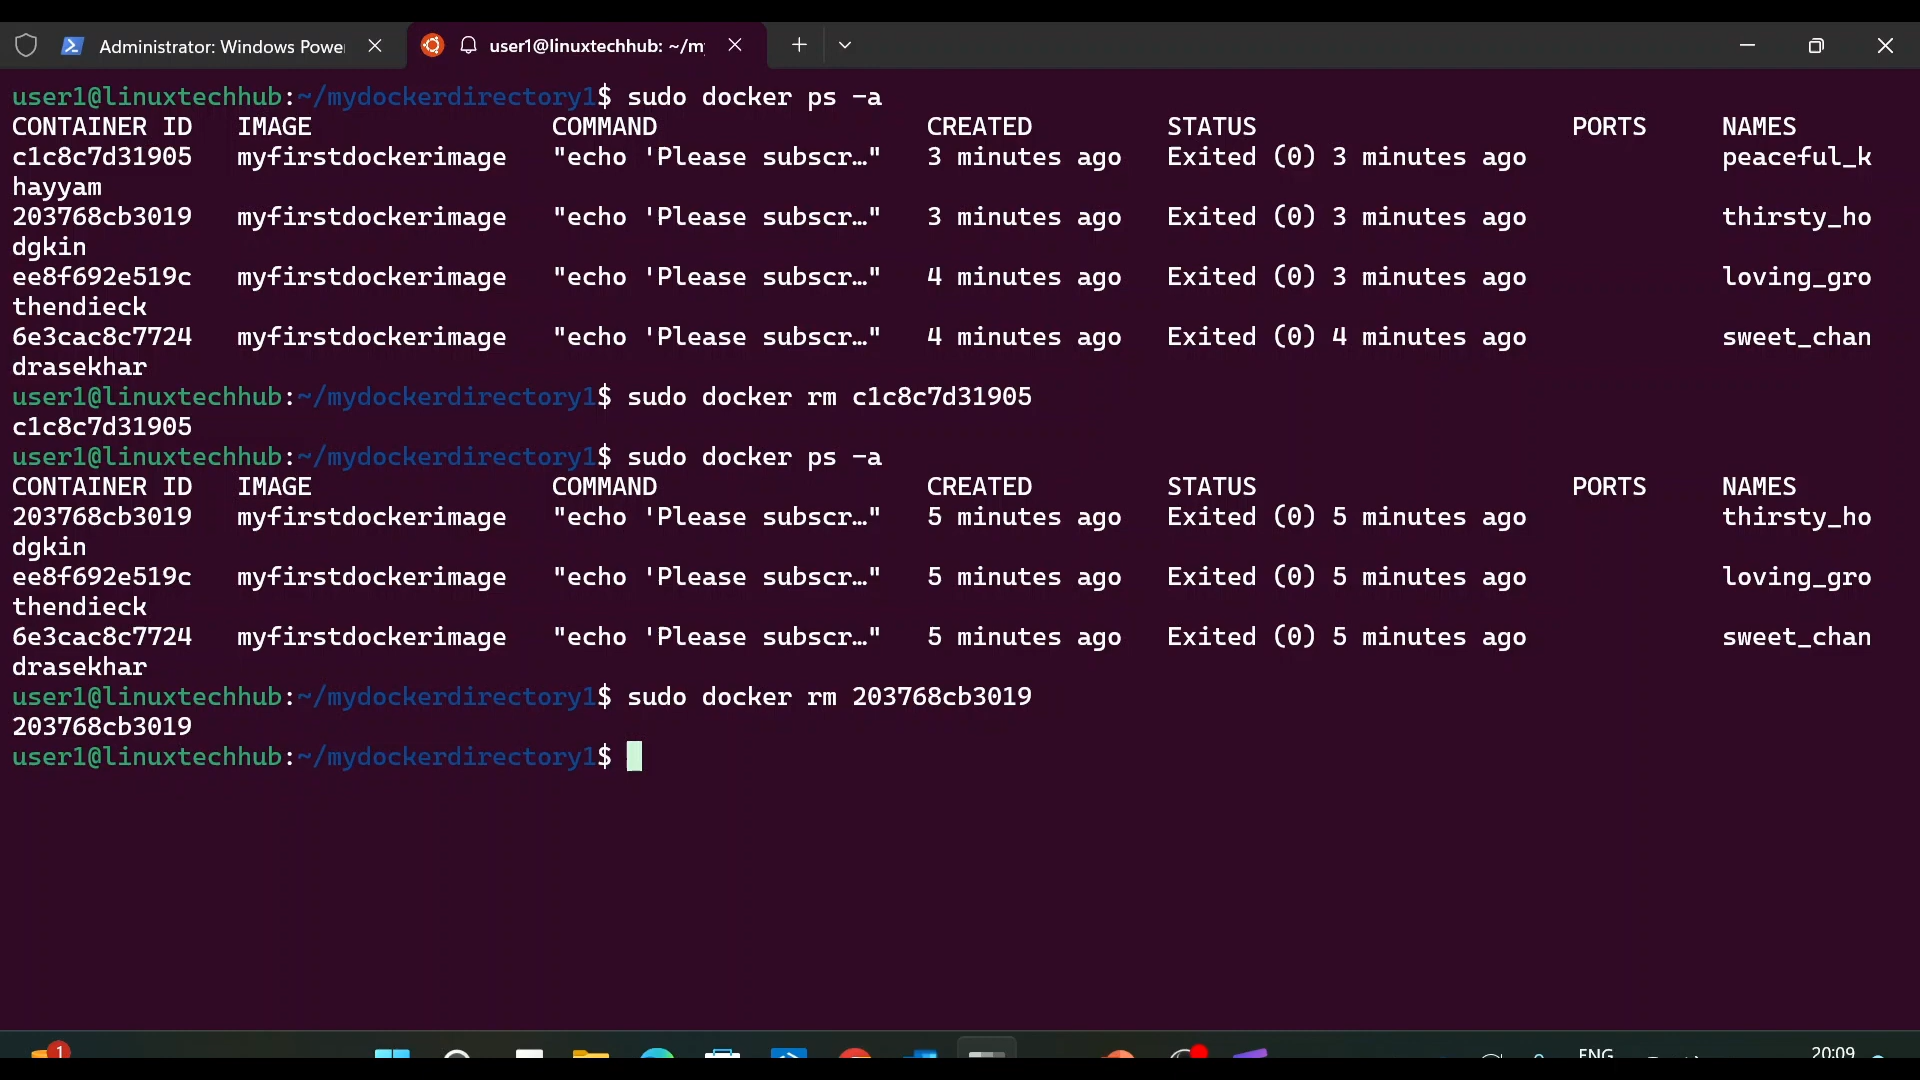 Administrator: Windows Powe
user1@linuxtechhub: ~/m
user1@linuxtechhub:~/mydockerdirectory1$ sudo docker ps -a
CONTAINER ID   IMAGE                COMMAND                  CREATED         STATUS                     PORTS     NAMES
c1c8c7d31905   myfirstdockerimage   "echo 'Please subscr…"   3 minutes ago   Exited (0) 3 minutes ago             peaceful_k
hayyam
203768cb3019   myfirstdockerimage   "echo 'Please subscr…"   3 minutes ago   Exited (0) 3 minutes ago             thirsty_ho
dgkin
ee8f692e519c   myfirstdockerimage   "echo 'Please subscr…"   4 minutes ago   Exited (0) 3 minutes ago             loving_gro
thendieck
6e3cac8c7724   myfirstdockerimage   "echo 'Please subscr…"   4 minutes ago   Exited (0) 4 minutes ago             sweet_chan
drasekhar
user1@linuxtechhub:~/mydockerdirectory1$ sudo docker rm c1c8c7d31905
c1c8c7d31905
user1@linuxtechhub:~/mydockerdirectory1$ sudo docker ps -a
CONTAINER ID   IMAGE                COMMAND                  CREATED         STATUS                     PORTS     NAMES
203768cb3019   myfirstdockerimage   "echo 'Please subscr…"   5 minutes ago   Exited (0) 5 minutes ago             thirsty_ho
dgkin
ee8f692e519c   myfirstdockerimage   "echo 'Please subscr…"   5 minutes ago   Exited (0) 5 minutes ago             loving_gro
thendieck
6e3cac8c7724   myfirstdockerimage   "echo 'Please subscr…"   5 minutes ago   Exited (0) 5 minutes ago             sweet_chan
drasekhar
user1@linuxtechhub:~/mydockerdirectory1$ sudo docker rm 203768cb3019
203768cb3019
user1@linuxtechhub:~/mydockerdirectory1$
1
ENG
20:09